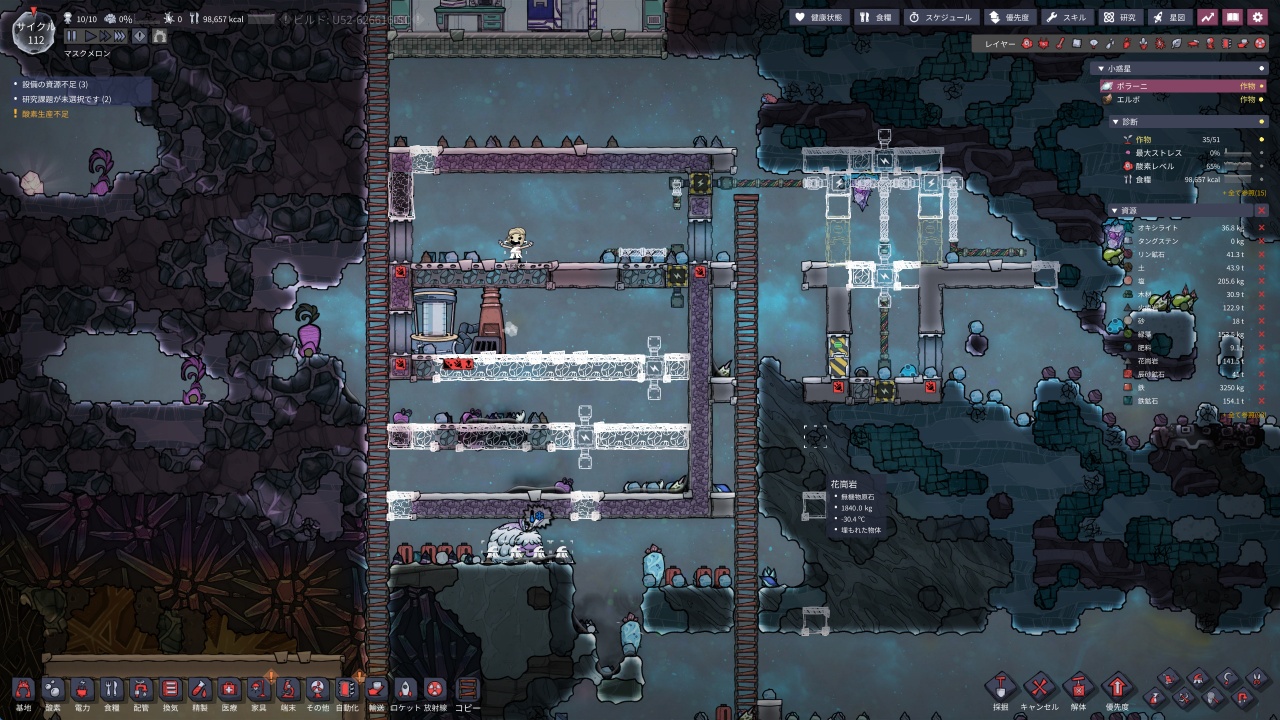 サイクル
112
10/10
0%
0
98,657 kcal
マスクメロン
設備の資源不足 (3)
研究課題が未選択です (2)
酸素生産不足
健康状態
食糧
スケジュール
優先度
スキル
研究
星図
レイヤー
小惑星
ポラーニ
作物
エルボ
作物
診断
作物
35/51
最大ストレス
0%
酸素レベル
65%
食糧
98,657 kcal
資源
オキシライト
36.8 kg
タングステン
0 kg
リン鉱石
41.3 t
土
43.9 t
塩
205.6 kg
木材
30.9 t
122.9 t
砂
18 t
肥料
花崗岩
141.5 t
辰砂鉱石
鉄
3250 kg
鉄鉱石
154.1 t
花崗岩
無機物原石
1840.0 kg
-30.4 ℃
埋もれた物体
基地
酸素
電力
食糧
配管
換気
精製
医療
家具
端末
その他
自動化
輸送
ロケット
放射線
コピー
採掘
キャンセル
解体
優先度